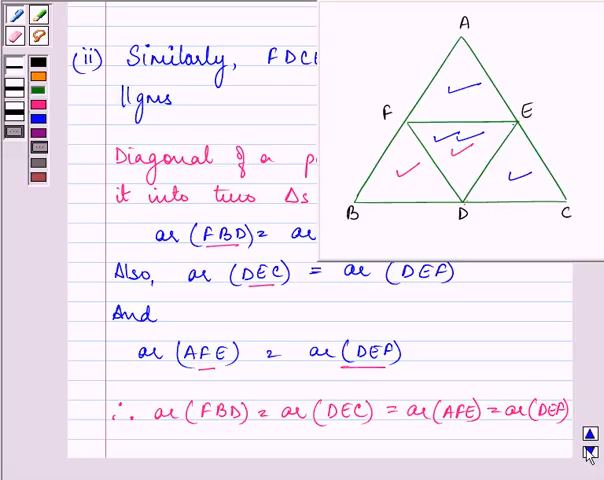 (ii) Similarly, FDCE
||gms
Diagonal of a
it into two Δs
ar (FBD) = ar
Also, ar (DEC) = ar (DEF)
And
ar (AFE) = ar (DEF)
∴ ar (FBD) = ar (DEC) = ar (AFE) = ar (DEF)
A
F E
B D C